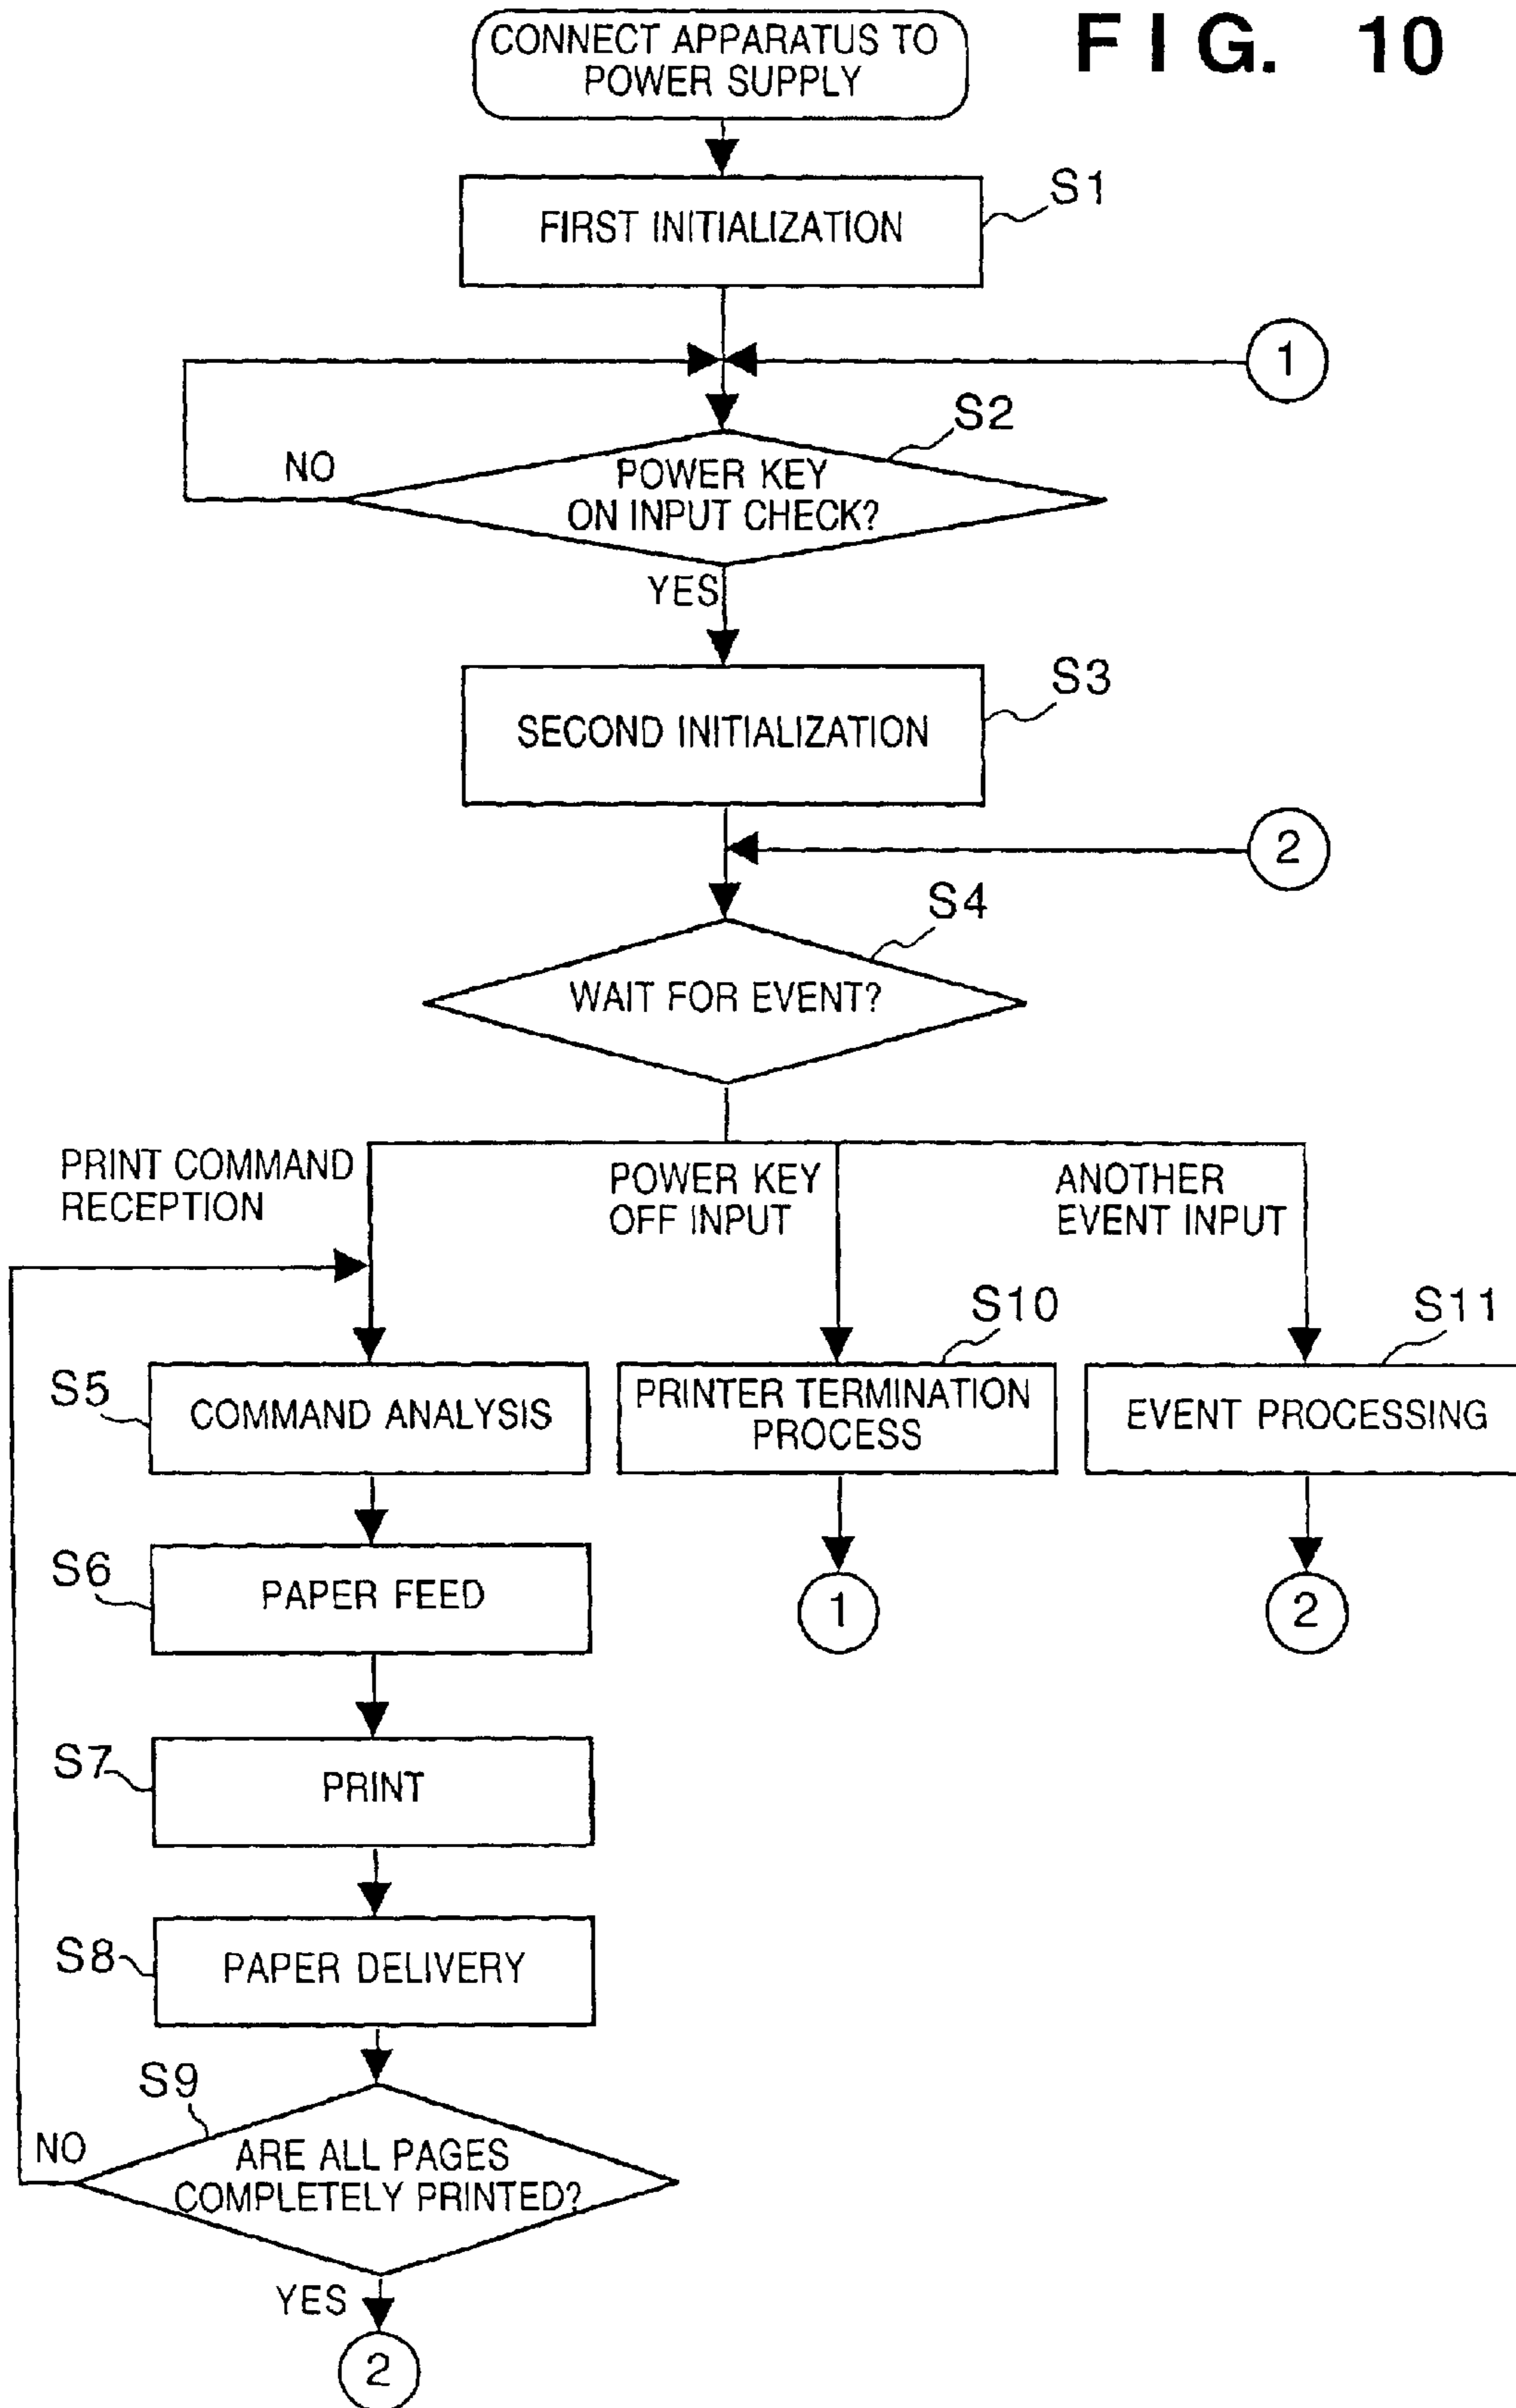 FIG. 10
CONNECT APPARATUS TO
POWER SUPPLY
S1
FIRST INITIALIZATION
1
S2
NO
POWER KEY
ON INPUT CHECK?
YES
S3
SECOND INITIALIZATION
2
S4
WAIT FOR EVENT?
PRINT COMMAND
RECEPTION
POWER KEY
OFF INPUT
ANOTHER
EVENT INPUT
S5
COMMAND ANALYSIS
S10
PRINTER TERMINATION
PROCESS
S11
EVENT PROCESSING
S6
PAPER FEED
1
2
S7
PRINT
S8
PAPER DELIVERY
S9
NO
ARE ALL PAGES
COMPLETELY PRINTED?
YES
2